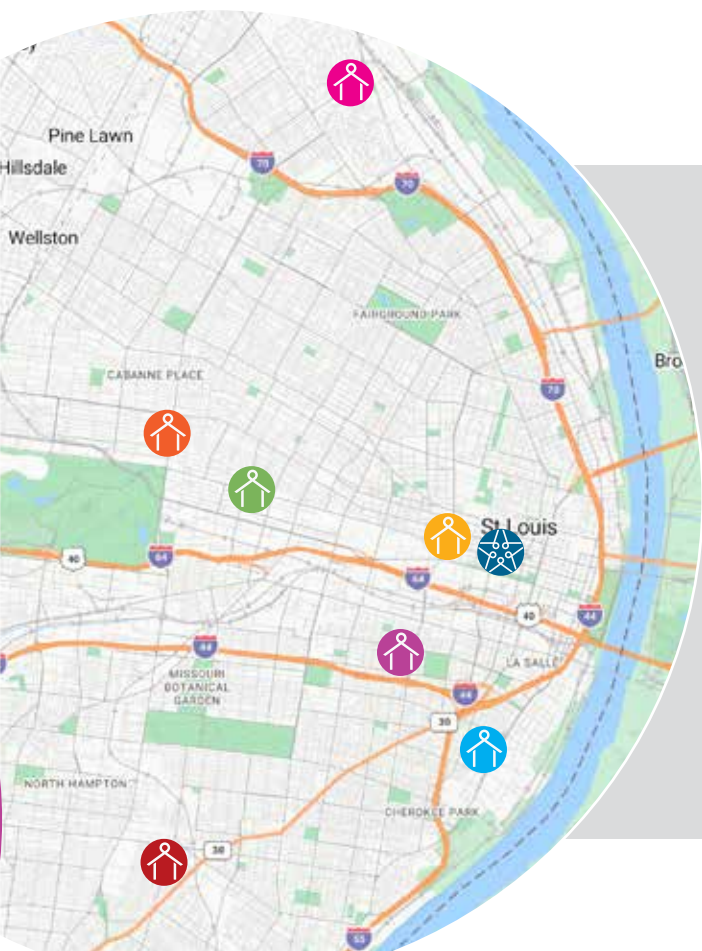 Pine Lawn
Hillsdale
70
70
Wellston
FAIRGROUND PARK
Bro
CABANNE PLACE
70
St Louis
40
64
64
40
44
44
LA SALLE
MISSOURI
BOTANICAL
GARDEN
44
30
NORTH HAMPTON
CHEROKEE PARK
30
55